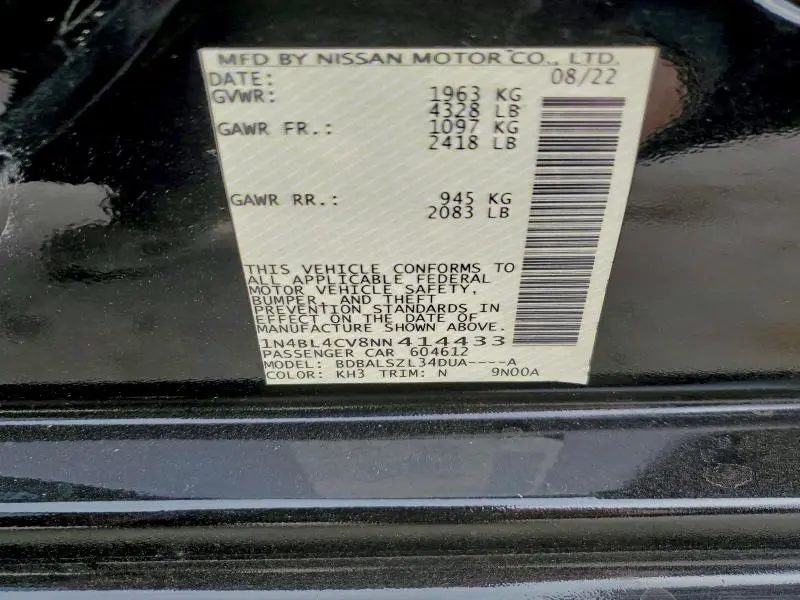 MFD BY NISSAN MOTOR CO., LTD.
DATE: 08/22
GVWR: 1963 KG
4328 LB
GAWR FR.: 1097 KG
2418 LB
GAWR RR.: 945 KG
2083 LB
THIS VEHICLE CONFORMS TO
ALL APPLICABLE FEDERAL
MOTOR VEHICLE SAFETY,
BUMPER, AND THEFT
PREVENTION STANDARDS IN
EFFECT ON THE DATE OF
MANUFACTURE SHOWN ABOVE.
1N4BL4CV8NN414433
PASSENGER CAR 604612
MODEL: BDBALSZL34DUA----A
COLOR: KH3 TRIM: N 9N00A